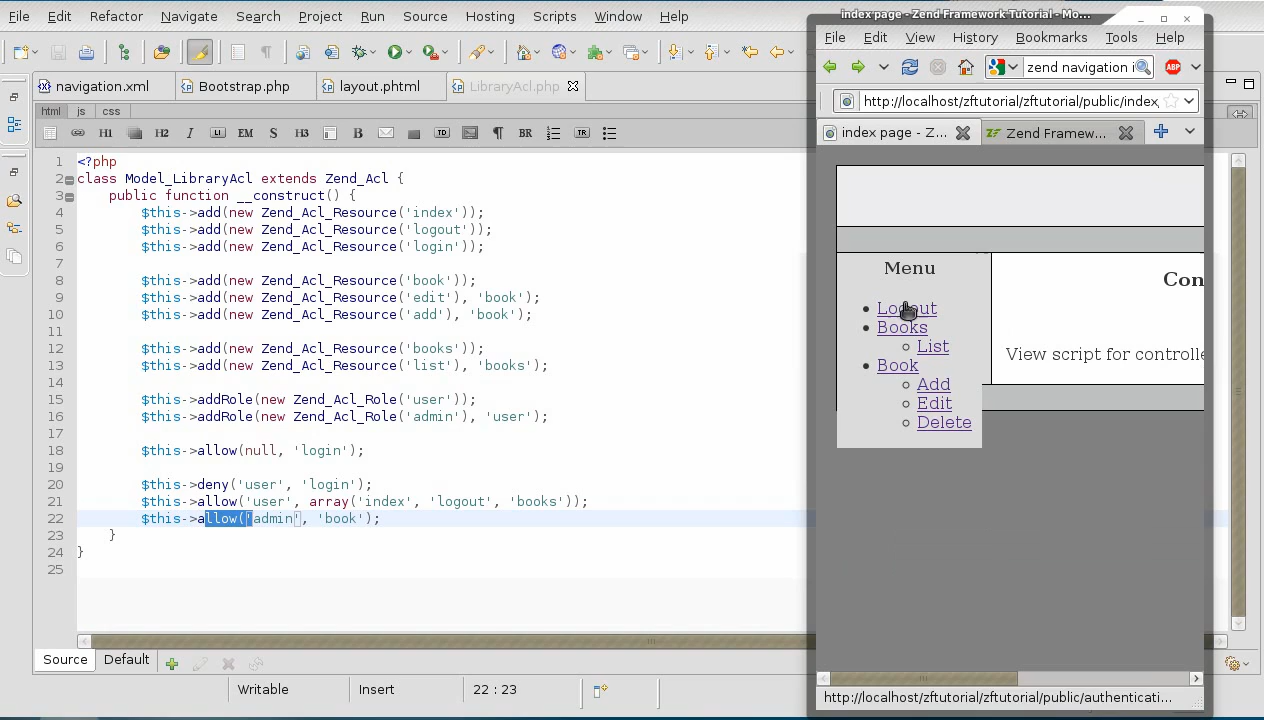 File Edit Refactor Navigate Search Project Run Source Hosting Scripts Window Help
navigation.xml Bootstrap.php layout.phtml LibraryAcl.php
html js css
H1 H2 I LI EM S H3 B TD P BR TR
1 <?php
2 class Model_LibraryAcl extends Zend_Acl {
3 public function __construct() {
4 $this->add(new Zend_Acl_Resource('index'));
5 $this->add(new Zend_Acl_Resource('logout'));
6 $this->add(new Zend_Acl_Resource('login'));
7
8 $this->add(new Zend_Acl_Resource('book'));
9 $this->add(new Zend_Acl_Resource('edit'), 'book');
10 $this->add(new Zend_Acl_Resource('add'), 'book');
11
12 $this->add(new Zend_Acl_Resource('books'));
13 $this->add(new Zend_Acl_Resource('list'), 'books');
14
15 $this->addRole(new Zend_Acl_Role('user'));
16 $this->addRole(new Zend_Acl_Role('admin'), 'user');
17
18 $this->allow(null, 'login');
19
20 $this->deny('user', 'login');
21 $this->allow('user', array('index', 'logout', 'books'));
22 $this->allow('admin', 'book');
23 }
24 }
25
Source Default
Writable Insert 22 : 23
index page - Zend Framework Tutorial - Mo...
File Edit View History Bookmarks Tools Help
zend navigation i
ABP
http://localhost/zftutorial/zftutorial/public/index,
index page - Z... Zend Framew...
Menu
Con
Logout
Books
List
View script for controlle
Book
Add
Edit
Delete
http://localhost/zftutorial/zftutorial/public/authenticati...